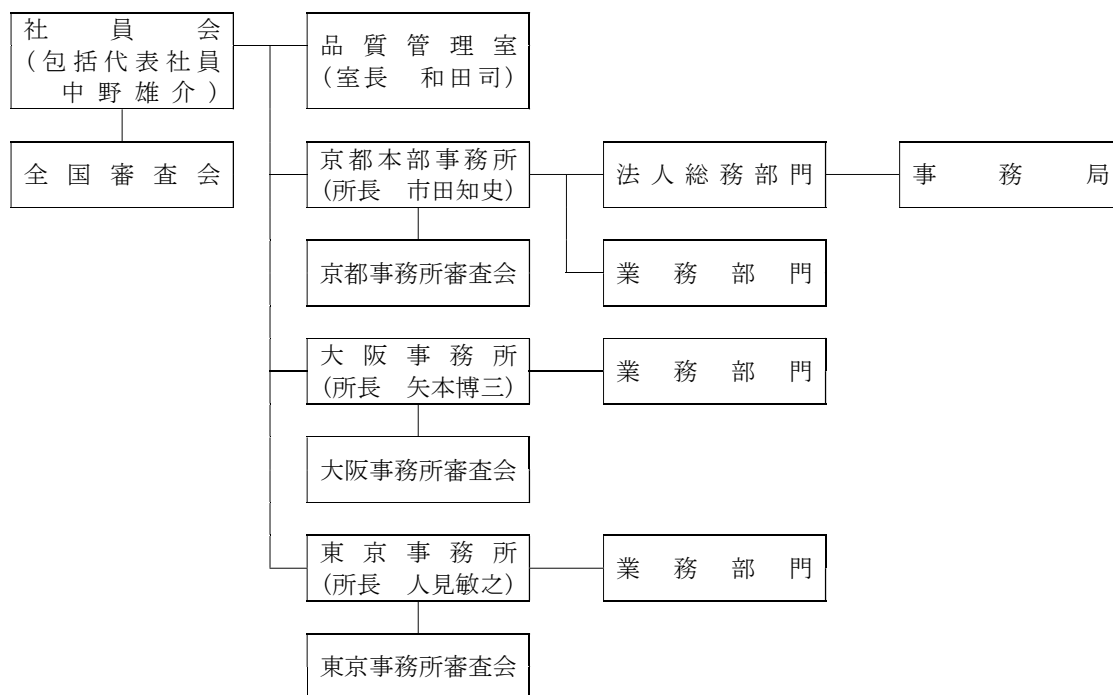 社員会
(包括代表社員
中野雄介)
品質管理室
(室長 和田司)
全国審査会
京都本部事務所
(所長 市田知史)
法人総務部門
事務局
京都事務所審査会
業務部門
大阪事務所
(所長 矢本博三)
業務部門
大阪事務所審査会
東京事務所
(所長 人見敏之)
業務部門
東京事務所審査会